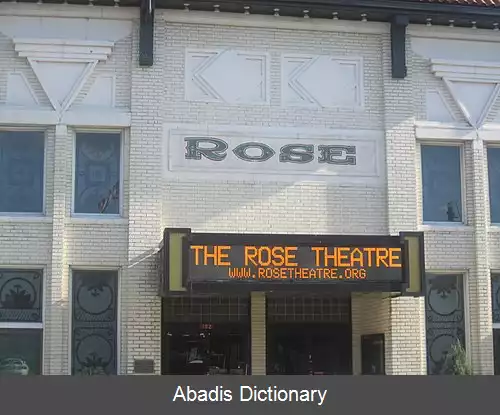 ROSE
THE ROSE THEATRE
WWW.ROSETHEATRE.ORG
Abadis Dictionary